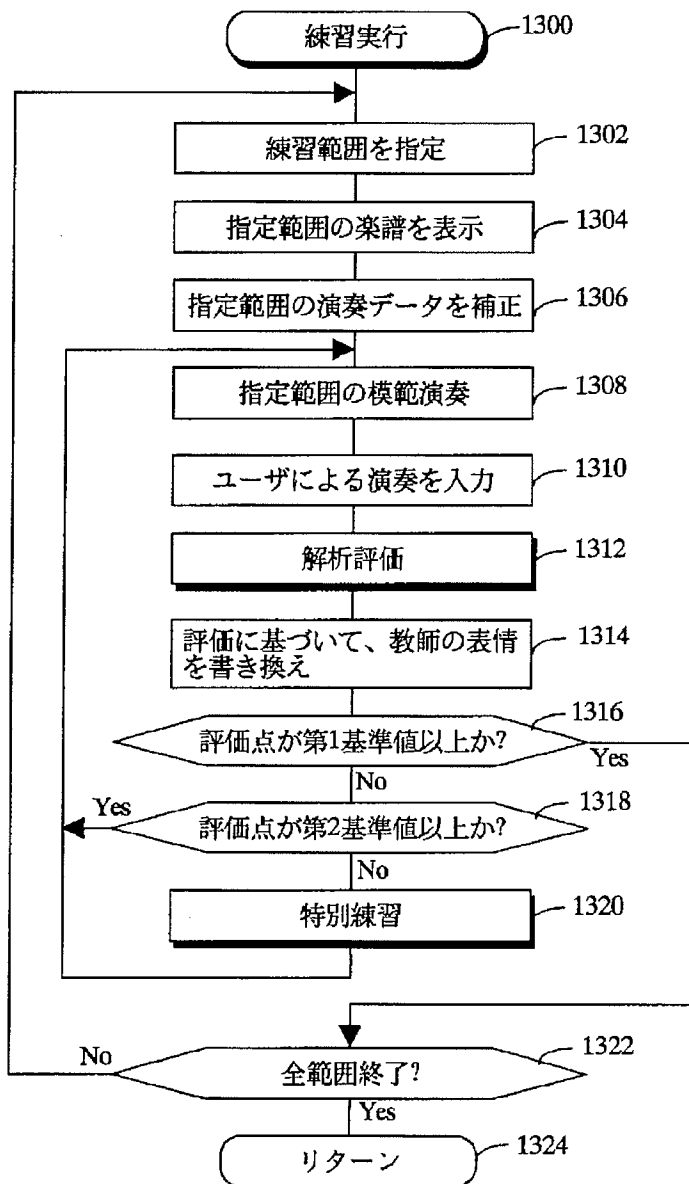 練習実行
1300
練習範囲を指定
1302
指定範囲の楽譜を表示
1304
指定範囲の演奏データを補正
1306
指定範囲の模範演奏
1308
ユーザによる演奏を入力
1310
解析評価
1312
評価に基づいて、教師の表情
を書き換え
1314
評価点が第1基準値以上か?
1316
Yes
No
Yes
評価点が第2基準値以上か?
1318
No
特別練習
1320
No
全範囲終了?
1322
Yes
リターン
1324